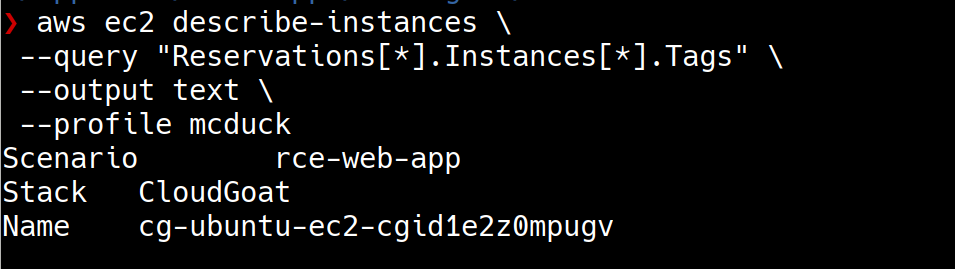 ❯ aws ec2 describe-instances \
--query "Reservations[*].Instances[*].Tags" \
--output text \
--profile mcduck
Scenario rce-web-app
Stack CloudGoat
Name cg-ubuntu-ec2-cgid1e2z0mpugv